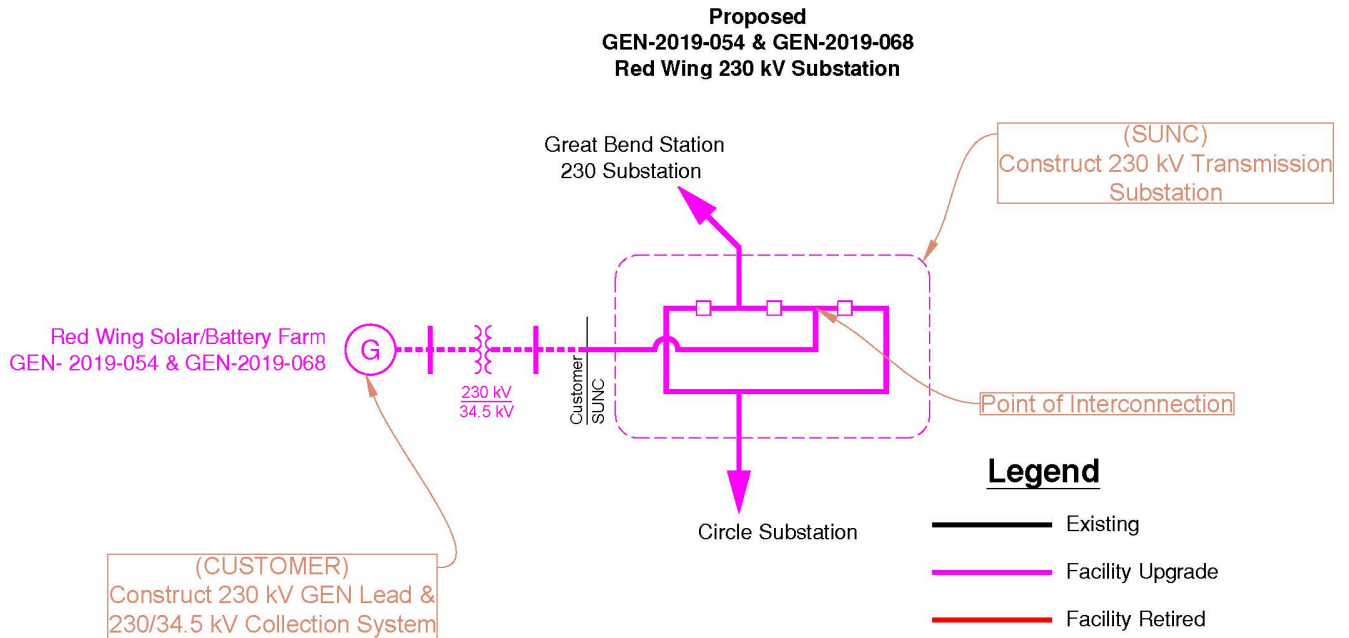 Proposed
GEN-2019-054 & GEN-2019-068
Red Wing 230 kV Substation
(SUNC)
Construct 230 kV Transmission
Substation
Great Bend Station
230 Substation
Red Wing Solar/Battery Farm
GEN- 2019-054 & GEN-2019-068
G
230 kV
34.5 kV
Customer
SUNC
Point of Interconnection
Circle Substation
Legend
Existing
Facility Upgrade
Facility Retired
(CUSTOMER)
Construct 230 kV GEN Lead &
230/34.5 kV Collection System